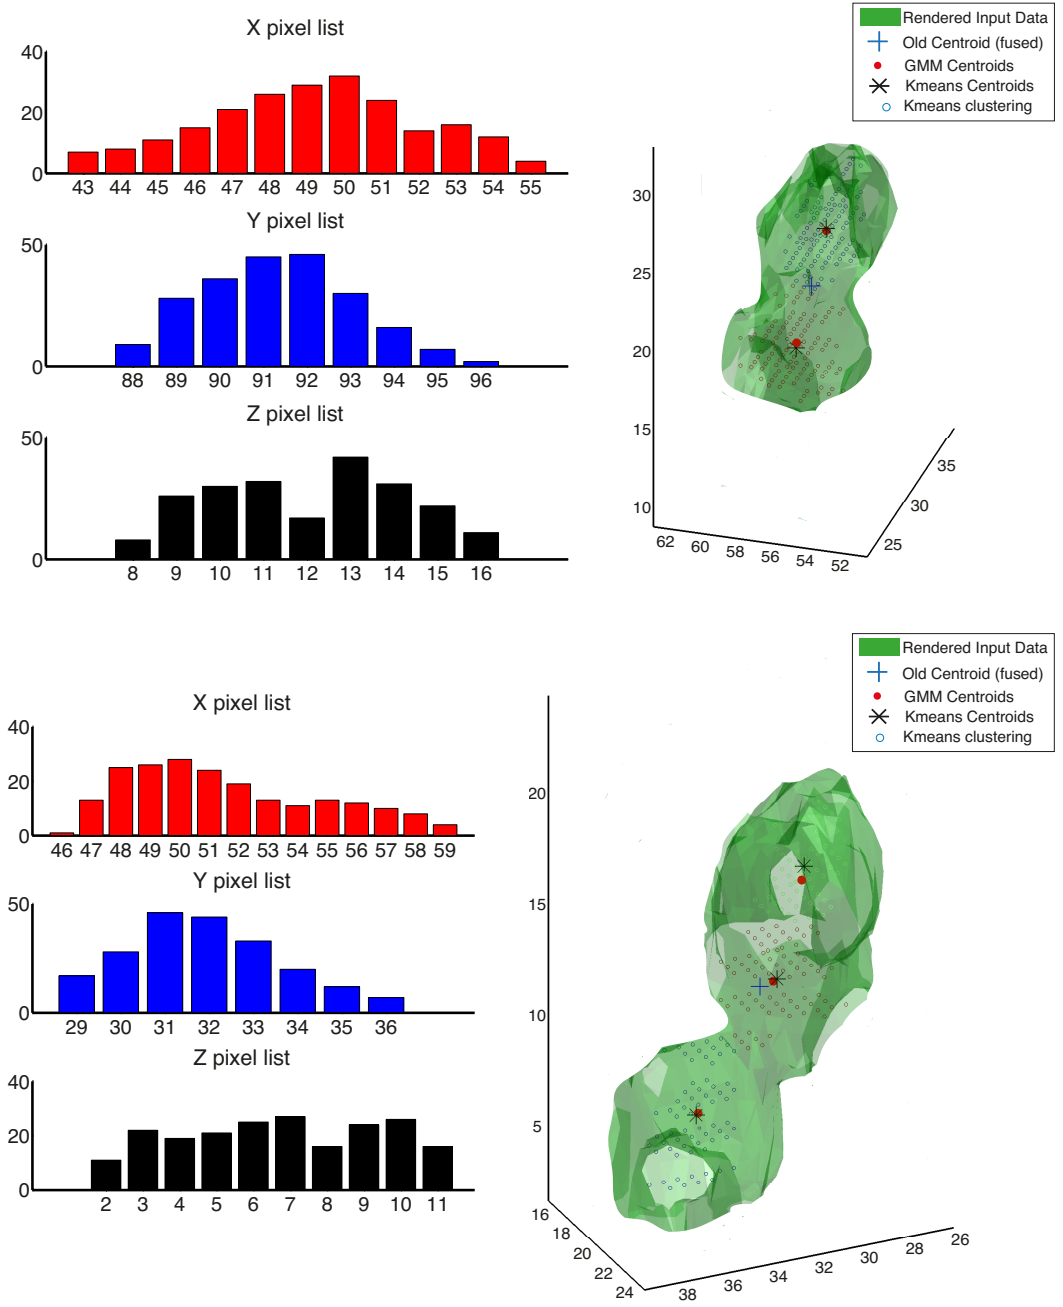 X pixel list
40
20
0
43 44 45 46 47 48 49 50 51 52 53 54 55
Y pixel list
50
0
88 89 90 91 92 93 94 95 96
Z pixel list
50
0
8 9 10 11 12 13 14 15 16
Rendered Input Data
Old Centroid (fused)
GMM Centroids
Kmeans Centroids
Kmeans clustering
30
25
20
15
10
62 60 58 56 54 52
35
30
25
X pixel list
40
20
0
46 47 48 49 50 51 52 53 54 55 56 57 58 59
Y pixel list
50
0
29 30 31 32 33 34 35 36
Z pixel list
40
20
0
2 3 4 5 6 7 8 9 10 11
Rendered Input Data
Old Centroid (fused)
GMM Centroids
Kmeans Centroids
Kmeans clustering
20
15
10
5
16
18
20
22
24
38 36 34 32 30 28 26